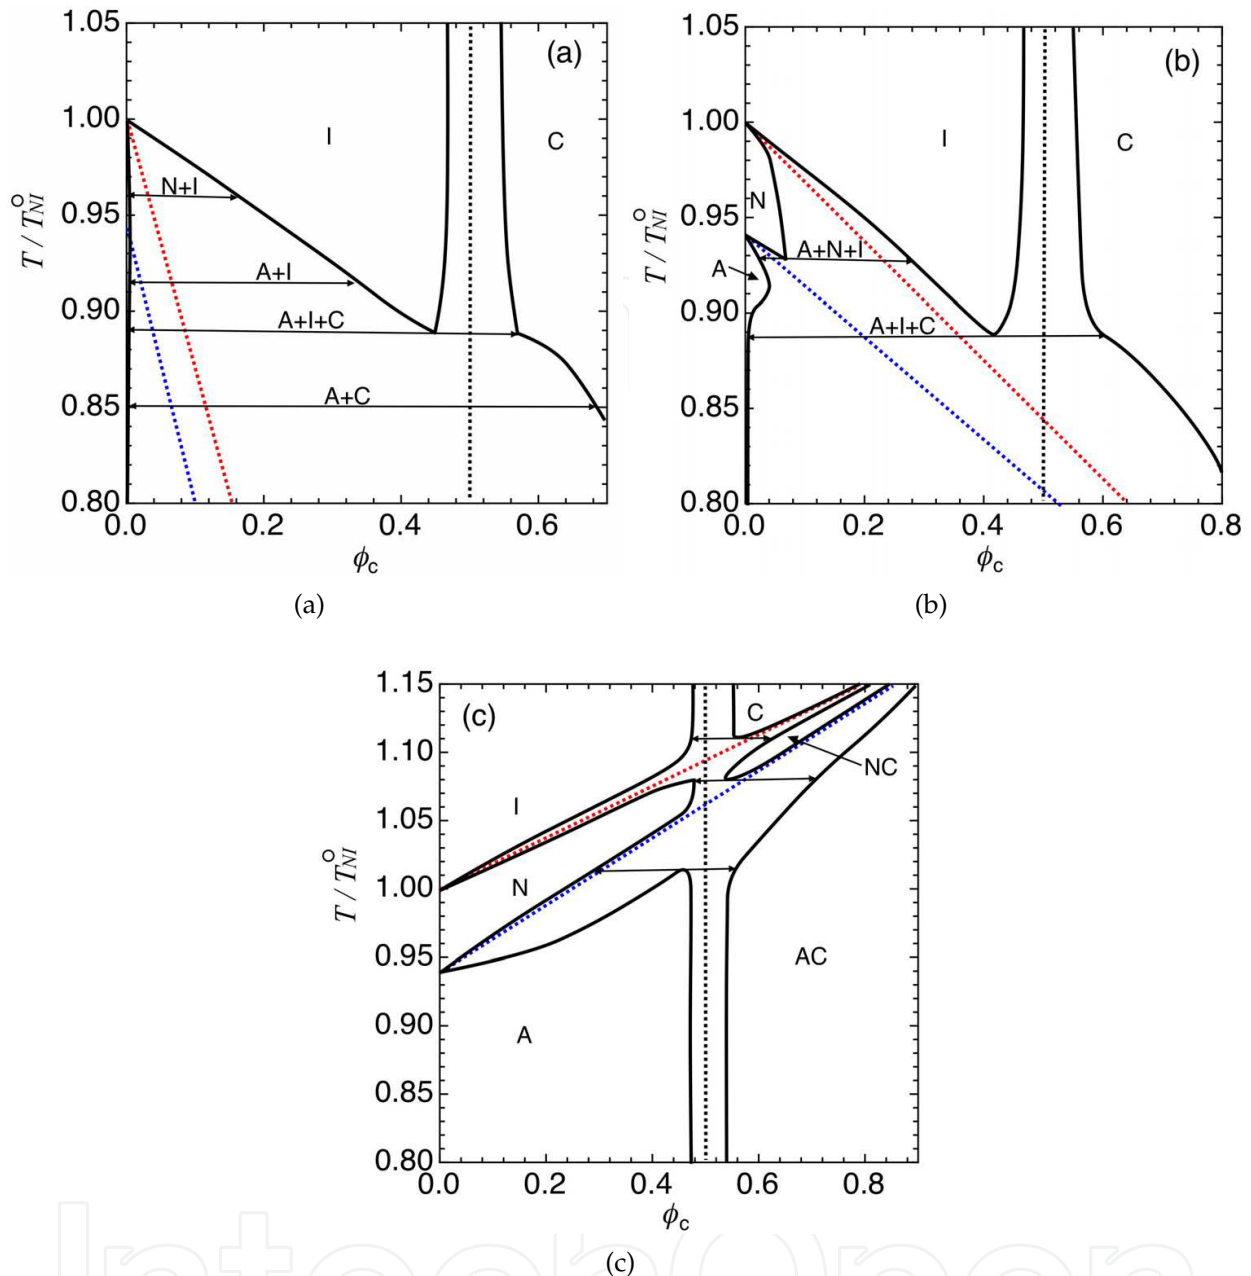 (a)
1.05
1.00
0.95
0.90
0.85
0.80
T / T°NI
0.0 0.2 0.4 0.6
ϕc
I
C
N+I
A+I
A+I+C
A+C
(a)
(b)
1.05
1.00
0.95
0.90
0.85
0.80
T / T°NI
0.0 0.2 0.4 0.6 0.8
ϕc
I
C
N
A+N+I
A
A+I+C
(b)
(c)
1.15
1.10
1.05
1.00
0.95
0.90
0.85
0.80
T / T°NI
0.0 0.2 0.4 0.6 0.8
ϕc
C
NC
I
N
AC
A
(c)
IntechOpen